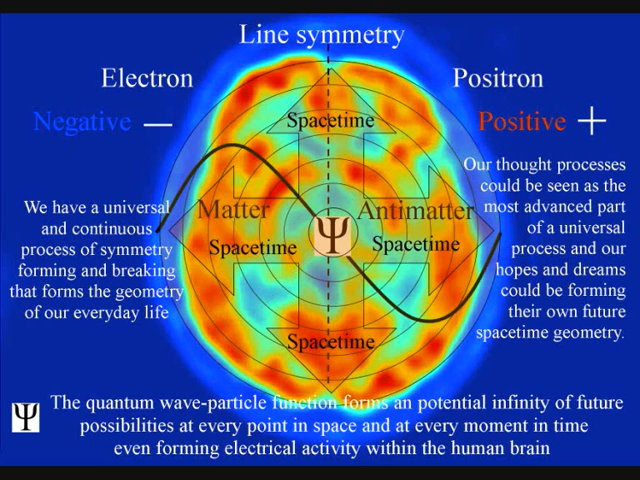 Line symmetry
Electron
Positron
Negative —
Positive +
Spacetime
Our thought processes
could be seen as the
most advanced part
of a universal
process and our
hopes and dreams
could be forming
their own future
spacetime geometry.
We have a universal
and continuous
process of symmetry
forming and breaking
that forms the geometry
of our everyday life
Matter
Antimatter
Spacetime
Ψ
Spacetime
Spacetime
Ψ The quantum wave-particle function forms an potential infinity of future
possibilities at every point in space and at every moment in time
even forming electrical activity within the human brain